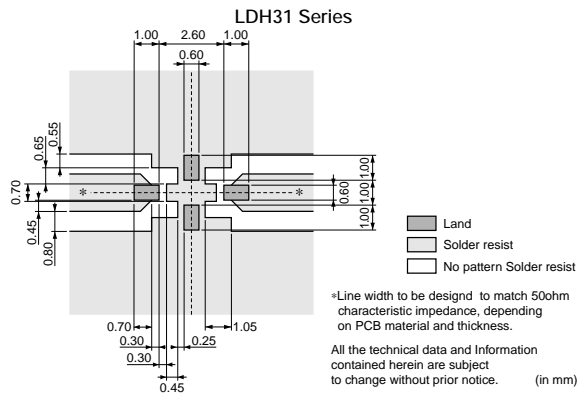 LDH31 Series
1.00 2.60 1.00
0.60
0.55
0.65
0.70
0.45
0.80
* *
1.00
0.60
1.00
1.00
Land
Solder resist
No pattern Solder resist
0.70 1.05
0.30 0.25
0.30
0.45
*Line width to be designd to match 50ohm
characteristic impedance, depending
on PCB material and thickness.
All the technical data and Information
contained herein are subject
to change without prior notice. (in mm)